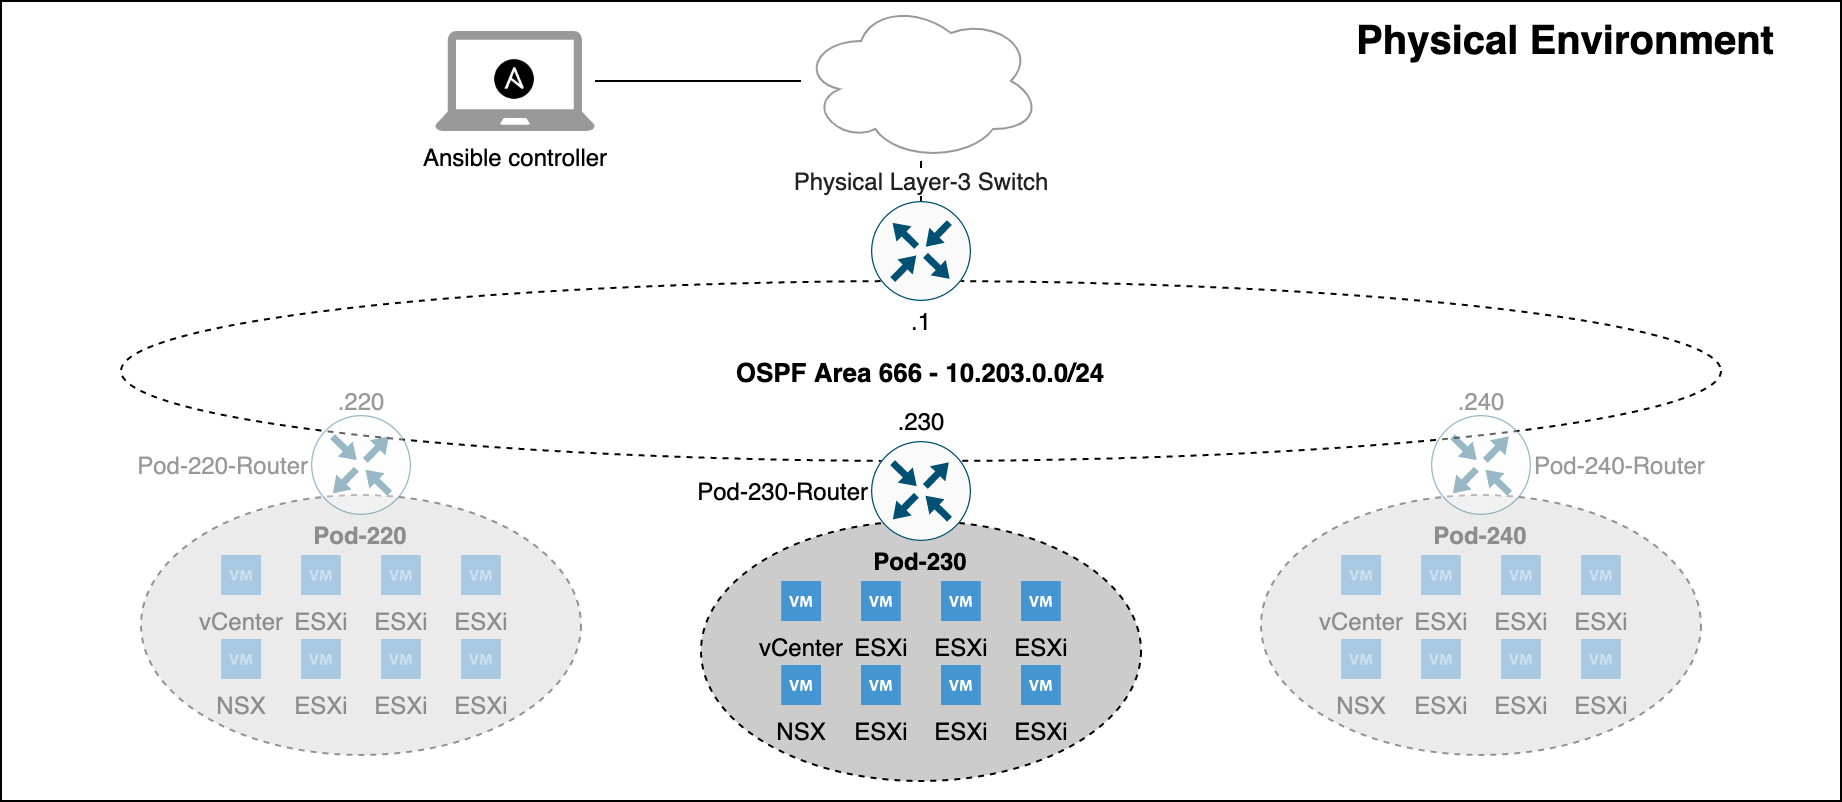 Physical Environment
Ansible controller
Physical Layer-3 Switch
.1
OSPF Area 666 - 10.203.0.0/24
.220
.230
.240
Pod-220-Router
Pod-230-Router
Pod-240-Router
Pod-220
VM VM VM VM
vCenter ESXi ESXi ESXi
VM VM VM VM
NSX ESXi ESXi ESXi
Pod-230
VM VM VM VM
vCenter ESXi ESXi ESXi
VM VM VM VM
NSX ESXi ESXi ESXi
Pod-240
VM VM VM VM
vCenter ESXi ESXi ESXi
VM VM VM VM
NSX ESXi ESXi ESXi